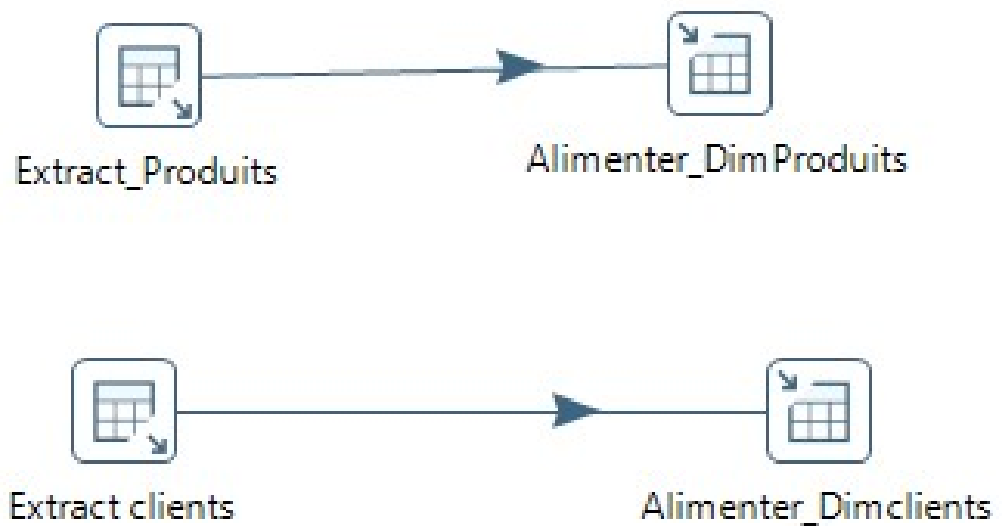 Extract_Produits
Alimenter_DimProduits
Extract clients
Alimenter_Dimclients